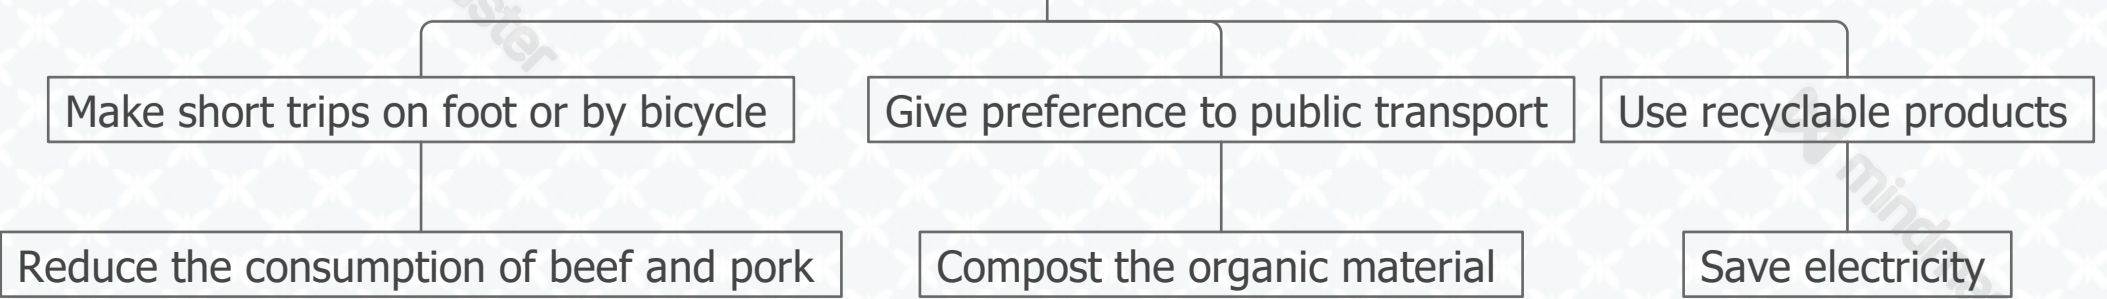 Make short trips on foot or by bicycle
Give preference to public transport
Use recyclable products
Reduce the consumption of beef and pork
Compost the organic material
Save electricity